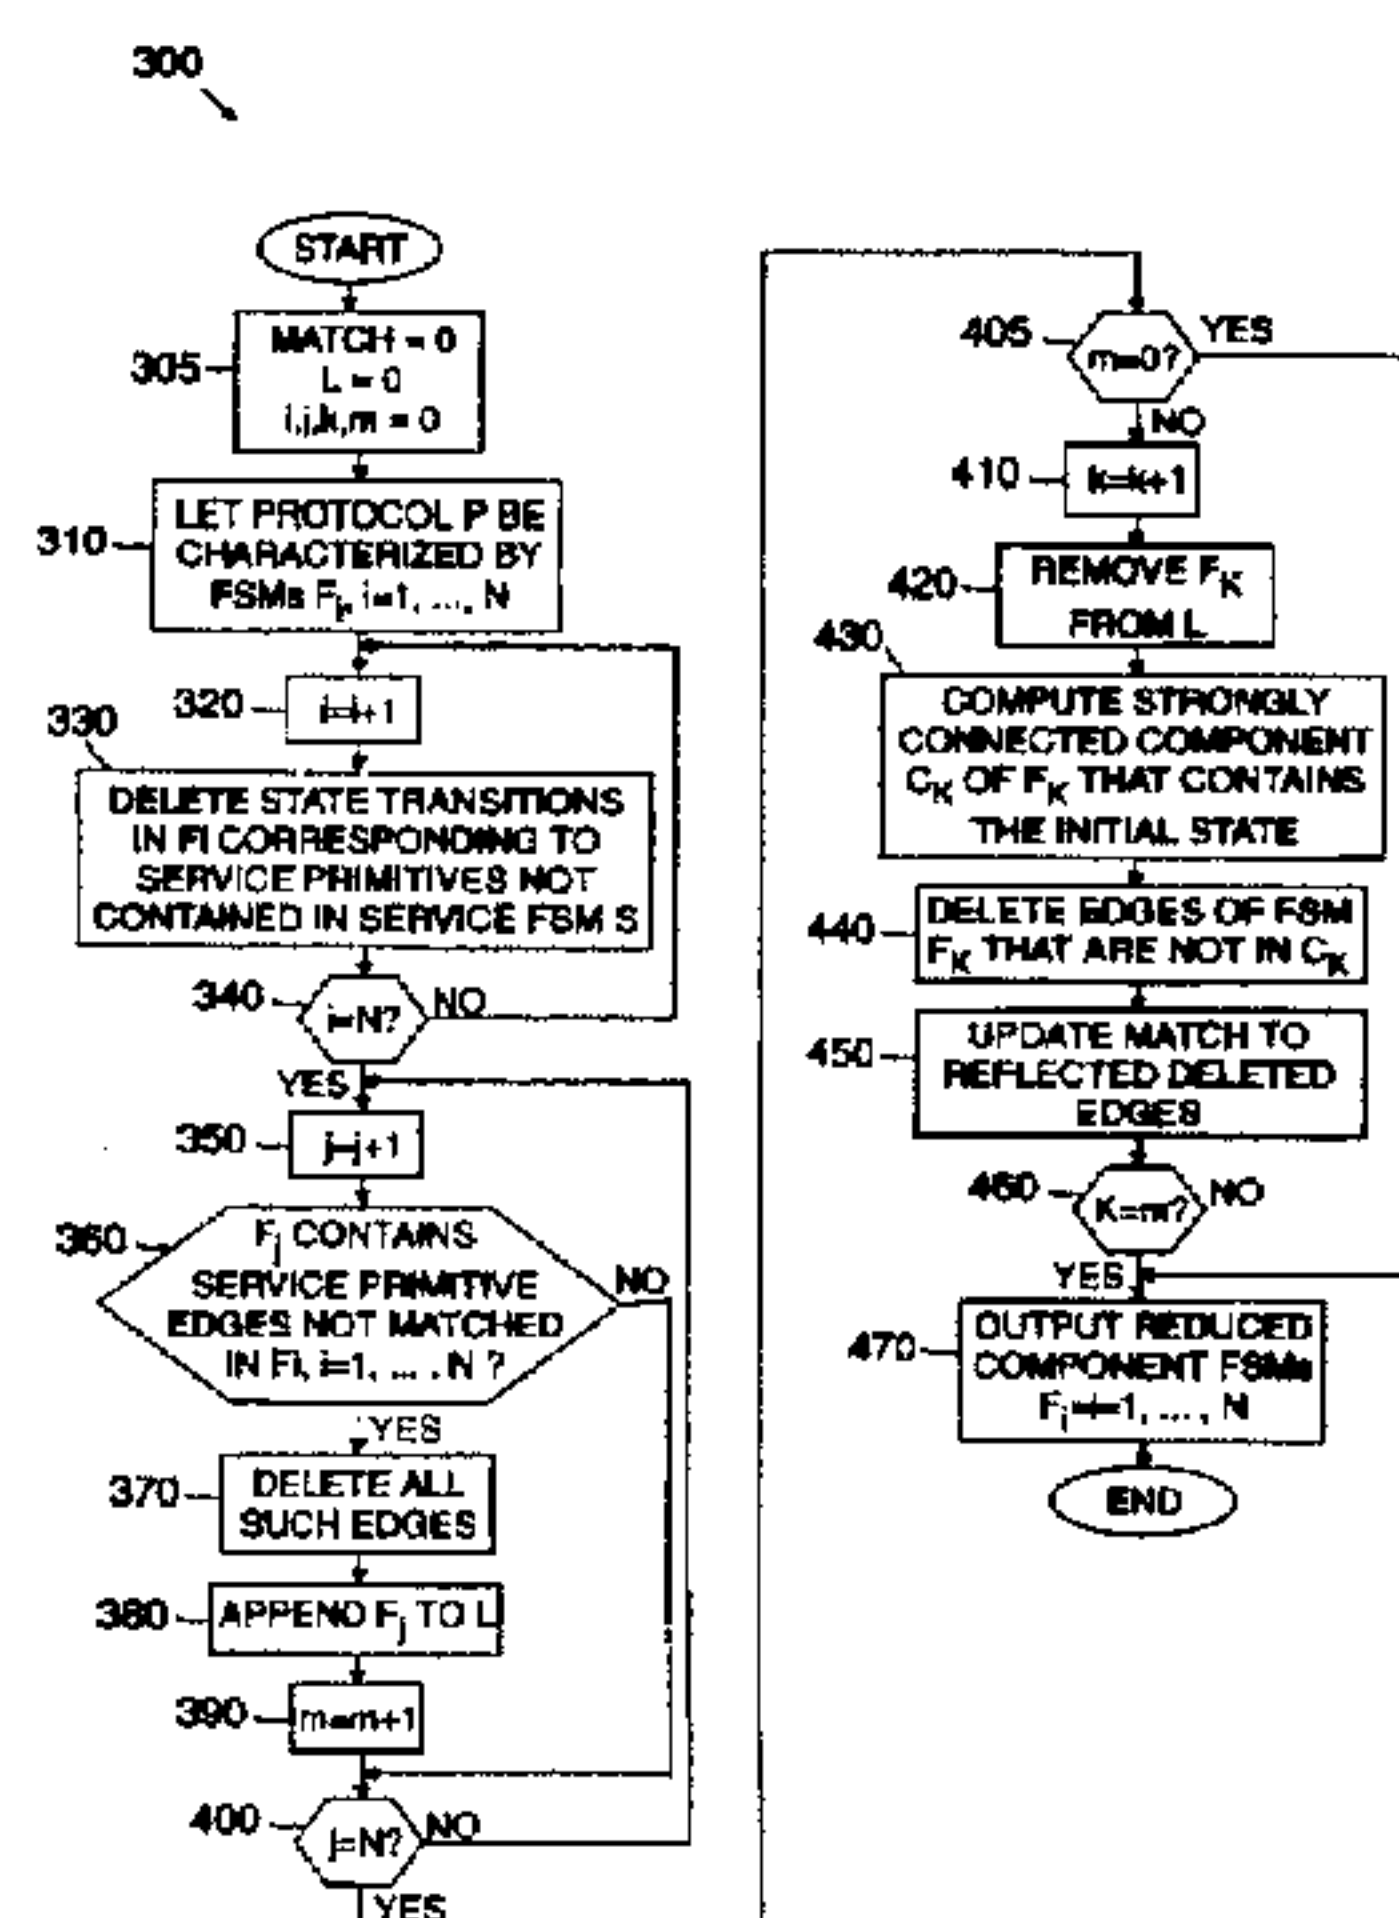 300
START
305
MATCH = 0
L = 0
i,j,k,m = 0
310
LET PROTOCOL P BE
CHARACTERIZED BY
FSMs Fi, i=1, ..., N
320
i=i+1
330
DELETE STATE TRANSITIONS
IN Fi CORRESPONDING TO
SERVICE PRIMITIVES NOT
CONTAINED IN SERVICE FSM S
340
i=N?
NO
YES
350
j=j+1
360
Fj CONTAINS
SERVICE PRIMITIVE
EDGES NOT MATCHED
IN Fi, i=1, ... , N ?
NO
YES
370
DELETE ALL
SUCH EDGES
380
APPEND Fj TO L
390
m=m+1
400
j=N?
NO
YES
405
m=0?
YES
NO
410
k=k+1
420
REMOVE FK
FROM L
430
COMPUTE STRONGLY
CONNECTED COMPONENT
CK OF FK THAT CONTAINS
THE INITIAL STATE
440
DELETE EDGES OF FSM
FK THAT ARE NOT IN CK
450
UPDATE MATCH TO
REFLECTED DELETED
EDGES
460
K=m?
NO
YES
470
OUTPUT REDUCED
COMPONENT FSMs
Fi =i=1, ..., N
END